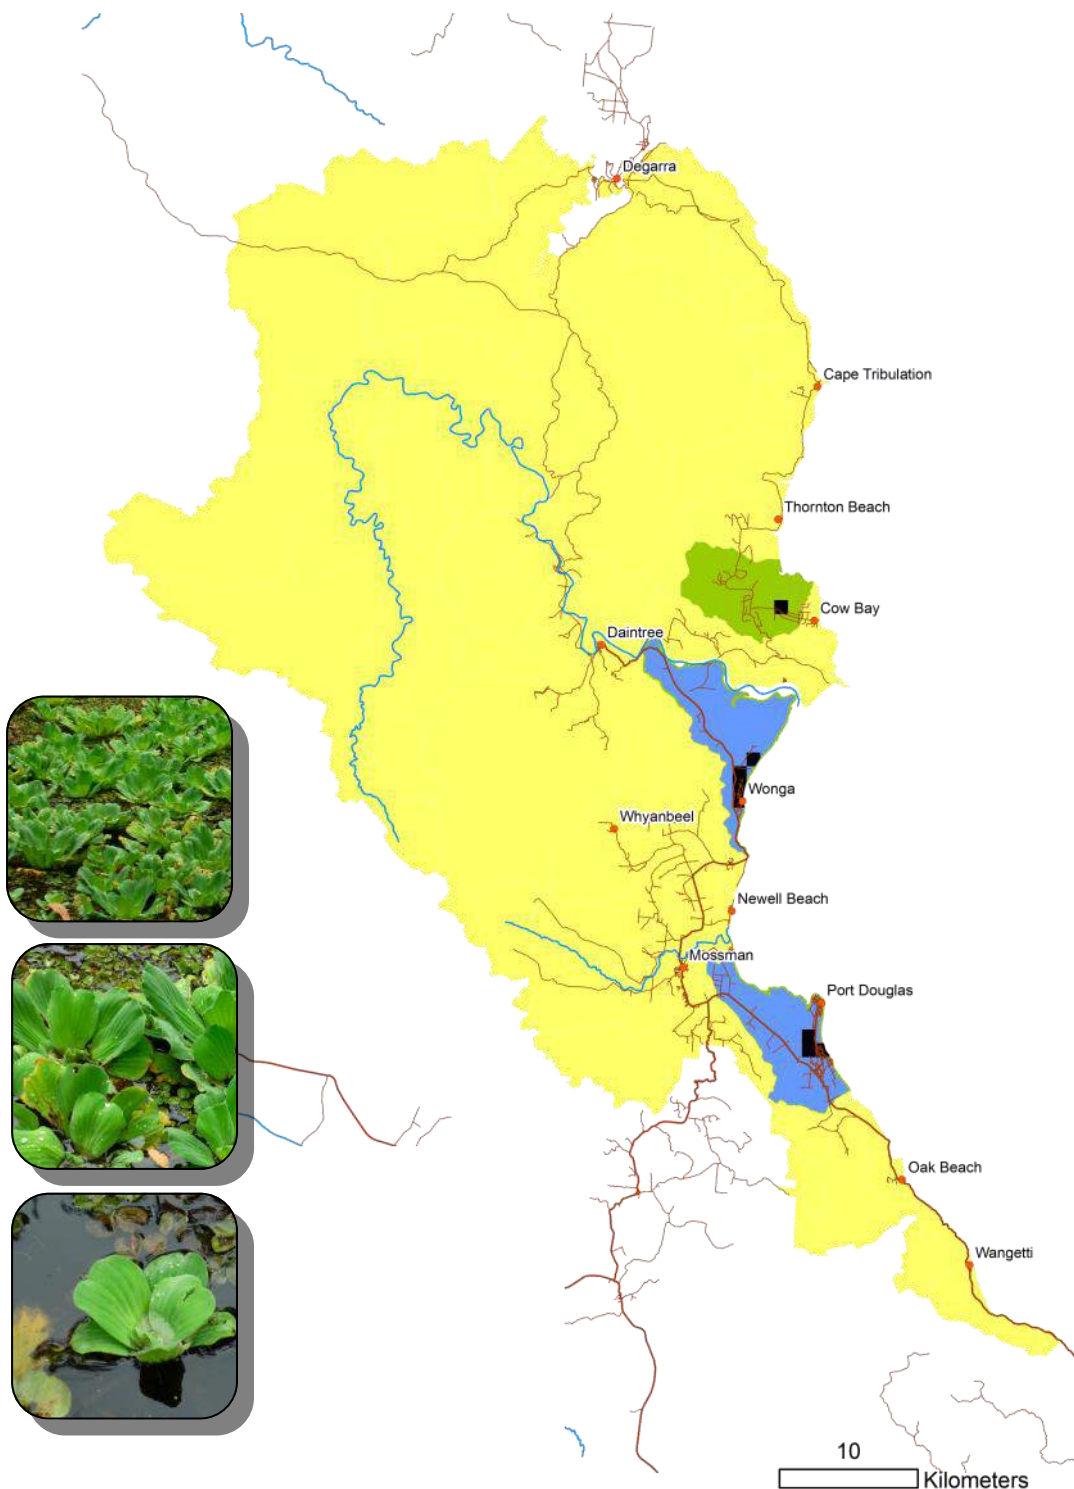 Degarra
Cape Tribulation
Thornton Beach
Cow Bay
Daintree
Wonga
Whyanbeel
Newell Beach
Mossman
Port Douglas
Oak Beach
Wangetti
10
Kilometers